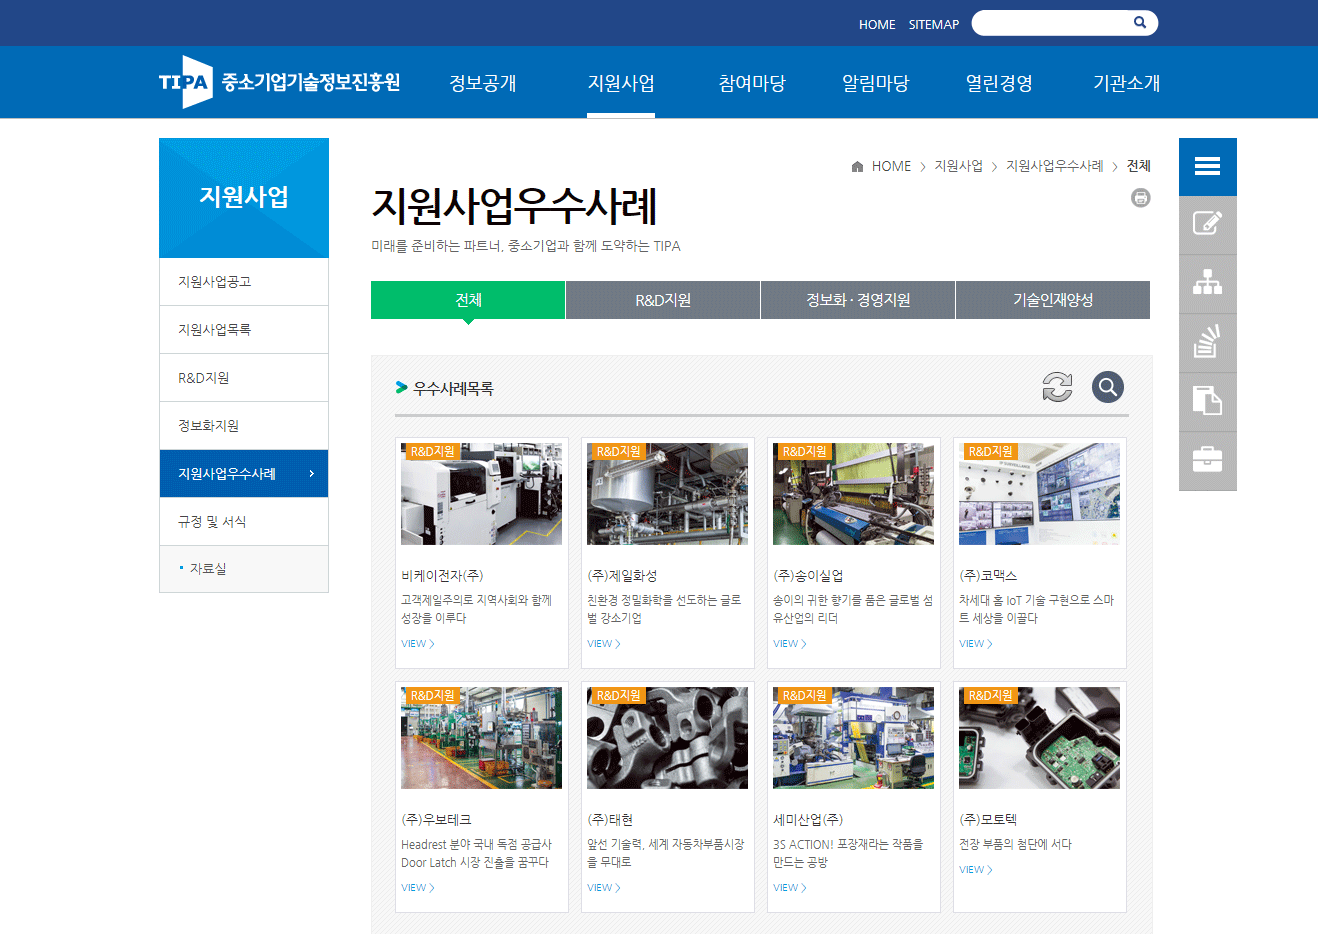 HOME SITEMAP
TIPA 중소기업기술정보진흥원
정보공개 지원사업 참여마당 알림마당 열린경영 기관소개
지원사업
지원사업공고
지원사업목록
R&D지원
정보화지원
지원사업우수사례
규정 및 서식
자료실
HOME > 지원사업 > 지원사업우수사례 > 전체
지원사업우수사례
미래를 준비하는 파트너, 중소기업과 함께 도약하는 TIPA
전체 R&D지원 정보화 · 경영지원 기술인재양성
우수사례목록
R&D지원
비케이전자(주)
고객제일주의로 지역사회와 함께
성장을 이루다
VIEW >
R&D지원
(주)제일화성
친환경 정밀화학을 선도하는 글로
벌 강소기업
VIEW >
R&D지원
(주)송이실업
송이의 귀한 향기를 품은 글로벌 섬
유산업의 리더
VIEW >
R&D지원
(주)코맥스
차세대 홈 IoT 기술 구현으로 스마
트 세상을 이끌다
VIEW >
R&D지원
(주)우보테크
Headrest 분야 국내 독점 공급사
Door Latch 시장 진출을 꿈꾸다
VIEW >
R&D지원
(주)태현
앞선 기술력, 세계 자동차부품시장
을 무대로
VIEW >
R&D지원
세미산업(주)
3S ACTION! 포장재라는 작품을
만드는 공방
VIEW >
R&D지원
(주)모토텍
전장 부품의 첨단에 서다
VIEW >